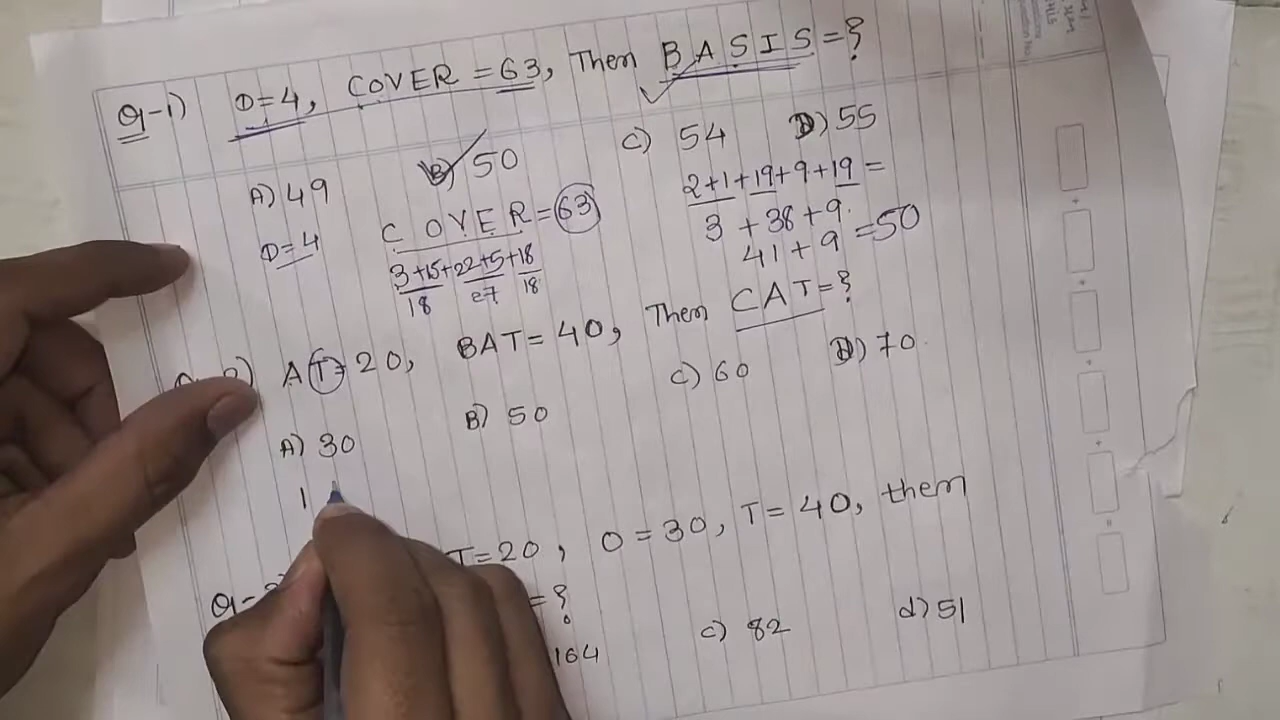 Q-1) D=4, COVER = 63, Then BASIS = ?
A) 49 B) 50 C) 54 D) 55
D=4 COVER = 63
3+15+22+5+18
18 27 18
2+1+19+9+19=
3 + 38 + 9.
41 + 9 = 50
AT=20, BAT = 40, Then CAT = ?
A) 30 B) 50 C) 60 D) 70.
1
T=20, O = 30, T= 40, then
= ?
164 c) 82 d) 51